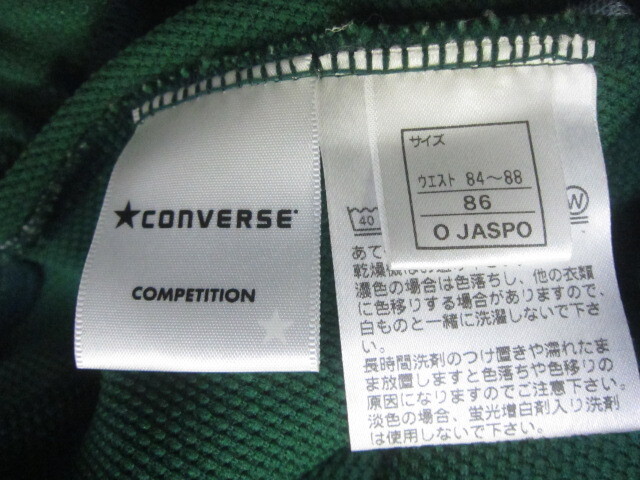 ★CONVERSE
COMPETITION
サイズ
ウエスト 84〜88
86
O JASPO
40
W
あて
乾燥機
濃色の場合は色落ちし、他の衣類
に色移りする場合がありますので、
白ものと一緒に洗濯しないで下さ
い。
長時間洗剤のつけ置きや濡れたま
ま放置しますと色落ちや色移りの
原因になりますのでご注意下さい。
淡色の場合、蛍光増白剤入り洗剤
は使用しないで下さい。